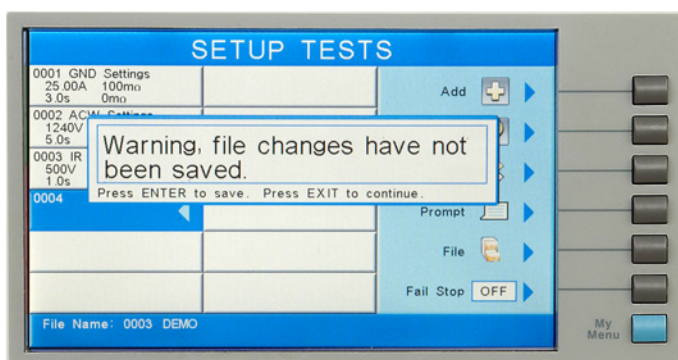 SETUP TESTS
0001 GND Settings
25.00A 100mΩ
3.0s 0mΩ
0002 ACW Settings
1240V
5.0s
0003 IR
500V
1.0s
0004
Warning, file changes have not
been saved.
Press ENTER to save. Press EXIT to continue.
Add
Prompt
File
Fail Stop OFF
File Name: 0003 DEMO
My
Menu